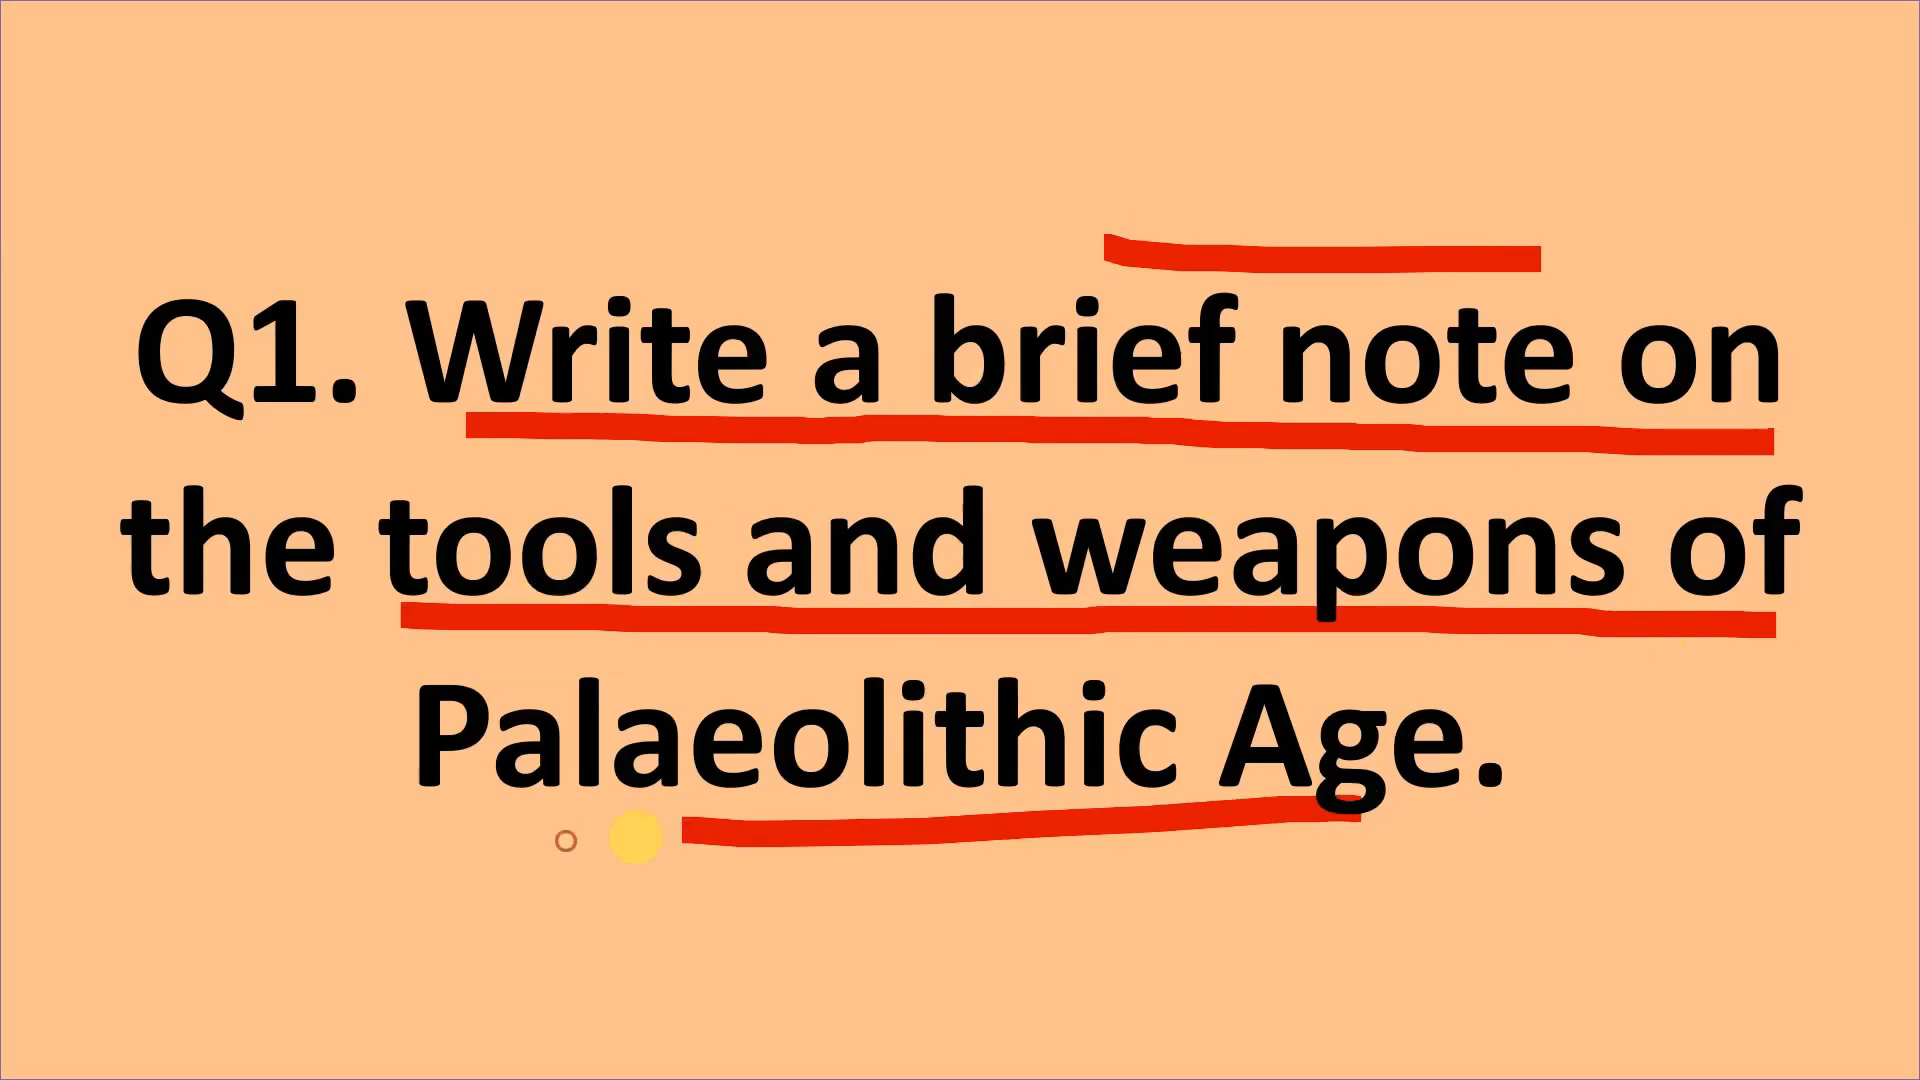 Q1. Write a brief note on
the tools and weapons of
Palaeolithic Age.